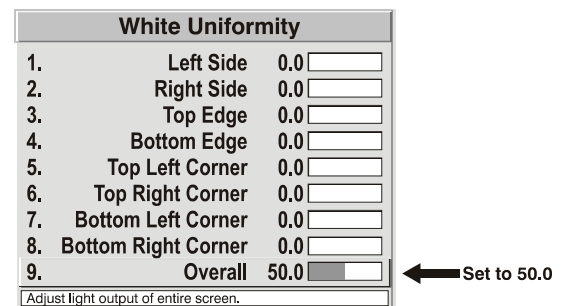 White Uniformity
1. Left Side 0.0
2. Right Side 0.0
3. Top Edge 0.0
4. Bottom Edge 0.0
5. Top Left Corner 0.0
6. Top Right Corner 0.0
7. Bottom Left Corner 0.0
8. Bottom Right Corner 0.0
9. Overall 50.0 Set to 50.0
Adjust light output of entire screen.